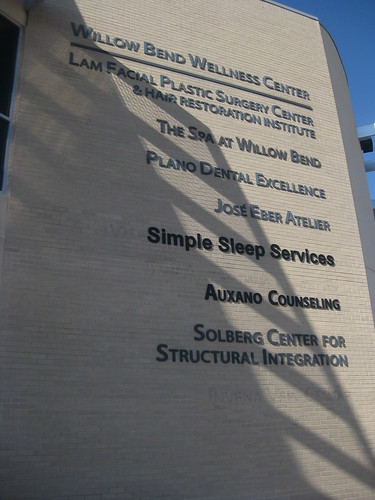 Willow Bend Wellness Center
Lam Facial Plastic Surgery Center
& Hair Restoration Institute
The Spa at Willow Bend
Plano Dental Excellence
José Eber Atelier
Simple Sleep Services
Auxano Counseling
Solberg Center for
Structural Integration